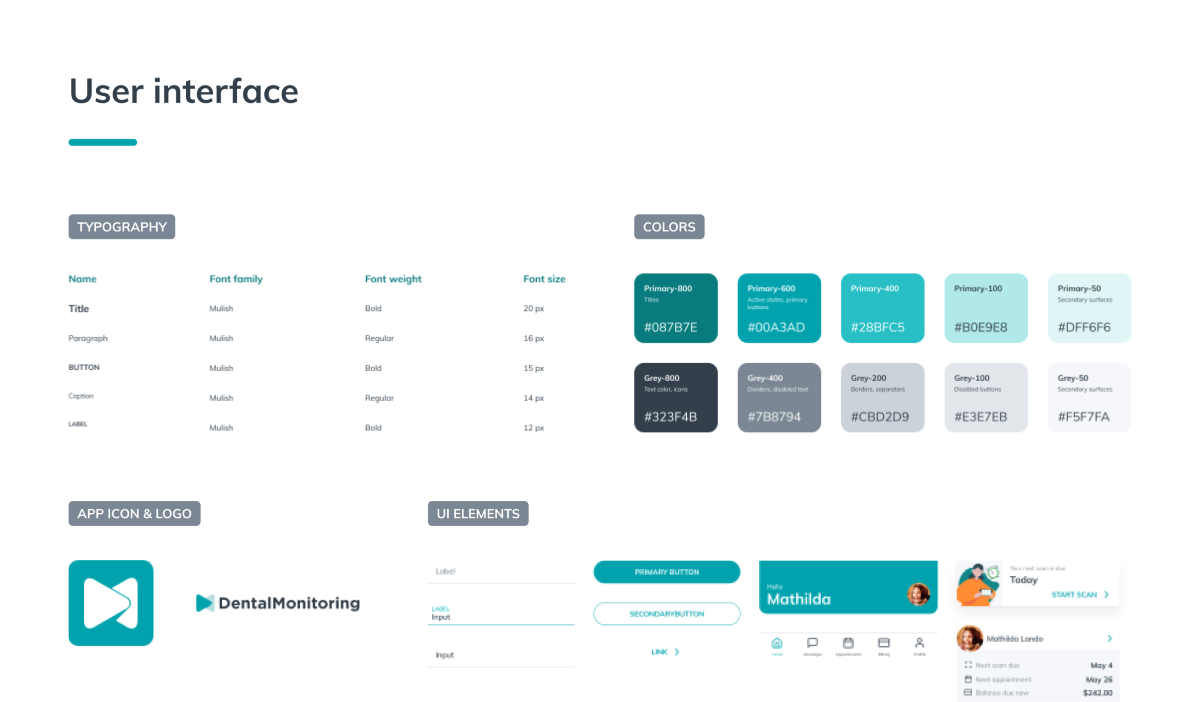 User interface
TYPOGRAPHY
Name Font family Font weight Font size
Title Mulish Bold 20 px
Paragraph Mulish Regular 16 px
BUTTON Mulish Bold 15 px
Caption Mulish Regular 14 px
LABEL Mulish Bold 12 px
COLORS
Primary-800
Titles
#087B7E
Primary-600
Active states, primary
buttons
#00A3AD
Primary-400
#28BFC5
Primary-100
#B0E9E8
Primary-50
Secondary surfaces
#DFF6F6
Grey-800
Text color, icons
#323F4B
Grey-400
Dividers, disabled text
#7B8794
Grey-200
Borders, separators
#CBD2D9
Grey-100
Disabled buttons
#E3E7EB
Grey-50
Secondary surfaces
#F5F7FA
APP ICON & LOGO
DentalMonitoring
UI ELEMENTS
Label
LABEL
Input
Input
PRIMARY BUTTON
SECONDARYBUTTON
LINK
Hello
Mathilda
Home Messages Appointments Billing Profile
Your next scan is due
Today
START SCAN
Mathilda Lando
Next scan due May 4
Next appointment May 26
Balance due now $242.00